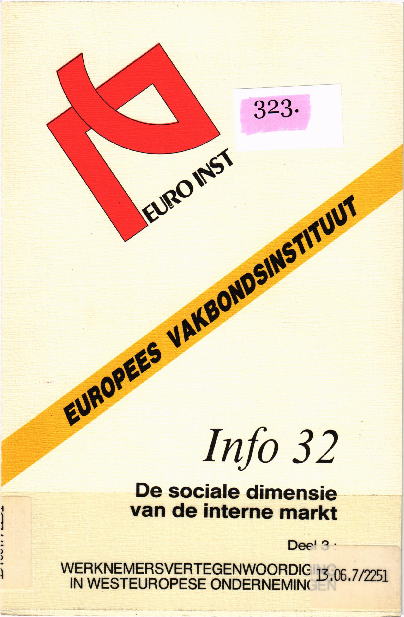 323.
EURO INST
EUROPEES VAKBONDSINSTITUUT
Info 32
De sociale dimensie
van de interne markt
Deel 3:
WERKNEMERSVERTEGENWOORDIGING
IN WESTEUROPESE ONDERNEMINGEN
13.06.7/2251